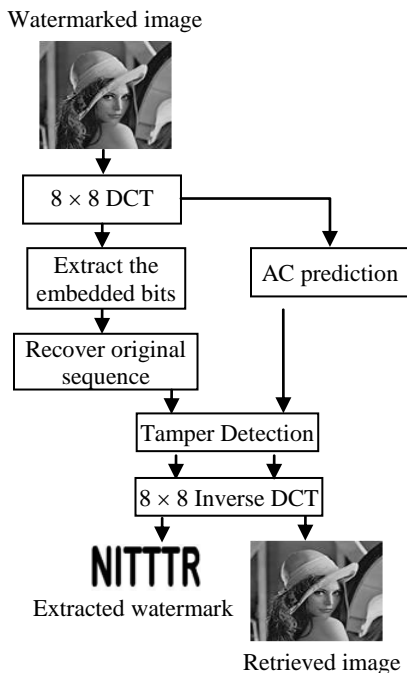 Watermarked image
8 × 8 DCT
Extract the
embedded bits
AC prediction
Recover original
sequence
Tamper Detection
8 × 8 Inverse DCT
NITTTR
Extracted watermark
Retrieved image